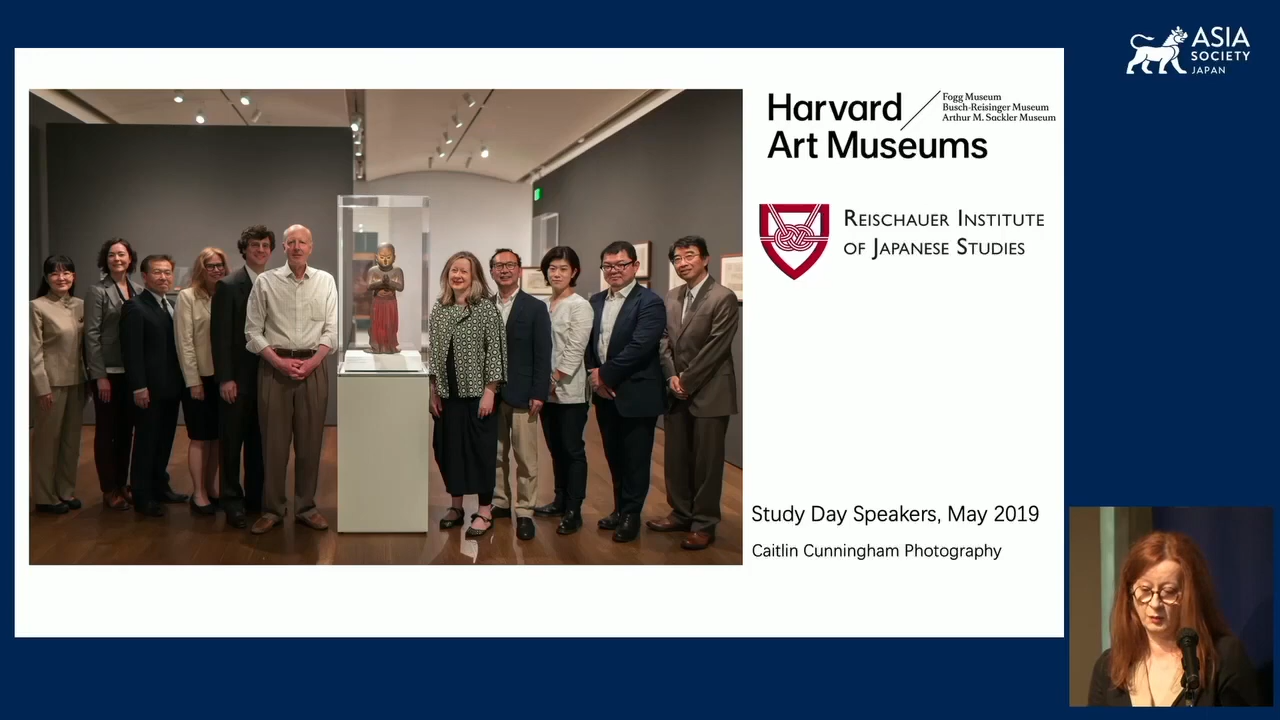 ASIA
SOCIETY
JAPAN
Harvard
Art Museums
Fogg Museum
Busch-Reisinger Museum
Arthur M. Sackler Museum
REISCHAUER INSTITUTE
OF JAPANESE STUDIES
Study Day Speakers, May 2019
Caitlin Cunningham Photography